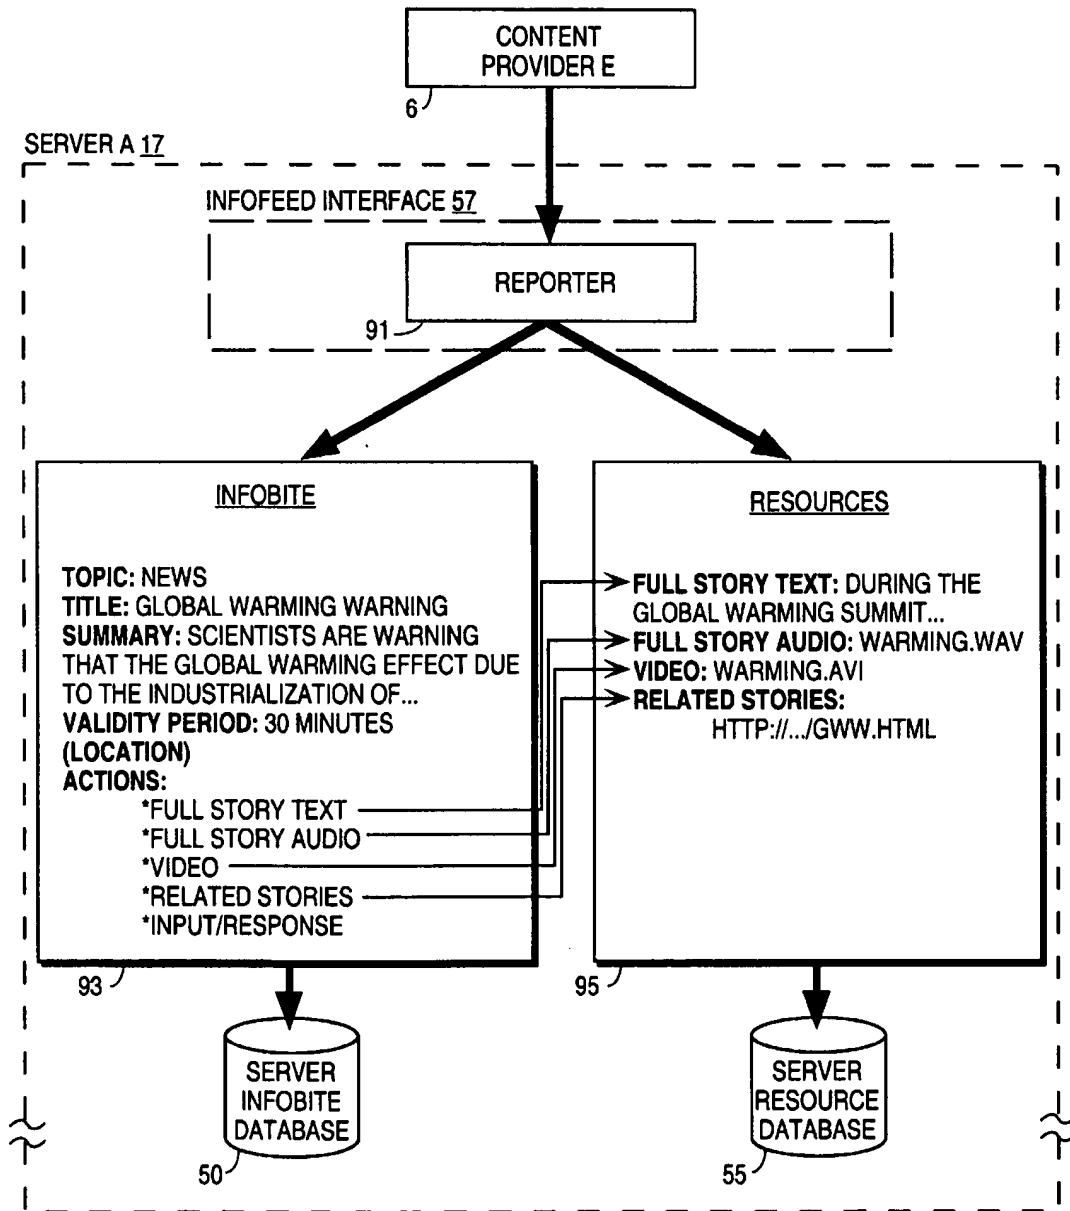 CONTENT
PROVIDER E
6
SERVER A 17
INFOFEED INTERFACE 57
REPORTER
91
INFOBITE
TOPIC: NEWS
TITLE: GLOBAL WARMING WARNING
SUMMARY: SCIENTISTS ARE WARNING
THAT THE GLOBAL WARMING EFFECT DUE
TO THE INDUSTRIALIZATION OF...
VALIDITY PERIOD: 30 MINUTES
(LOCATION)
ACTIONS:
*FULL STORY TEXT
*FULL STORY AUDIO
*VIDEO
*RELATED STORIES
*INPUT/RESPONSE
93
RESOURCES
FULL STORY TEXT: DURING THE
GLOBAL WARMING SUMMIT...
FULL STORY AUDIO: WARMING.WAV
VIDEO: WARMING.AVI
RELATED STORIES:
HTTP://.../GWW.HTML
95
SERVER
INFOBITE
DATABASE
50
SERVER
RESOURCE
DATABASE
55